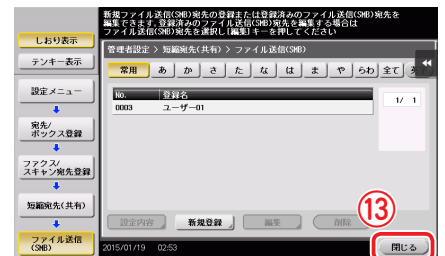 新規ファイル送信(SMB)宛先の登録または登録済みのファイル送信(SMB)宛先を
編集できます。登録済みのファイル送信(SMB)宛先を編集する場合は
ファイル送信(SMB)宛先を選択し[編集]キーを押してください
しおり表示
管理者設定 > 短縮宛先(共有) > ファイル送信(SMB)
テンキー表示
常用 あ か さ た な は ま や らわ 全て
設定メニュー
No. 登録名
1/ 1
0003 ユーザー01
宛先/
ボックス登録
ファクス/
スキャン宛先登録
短縮宛先(共有)
設定内容 新規登録 編集 削除
⑬
ファイル送信
(SMB)
2015/01/19 02:53
閉じる